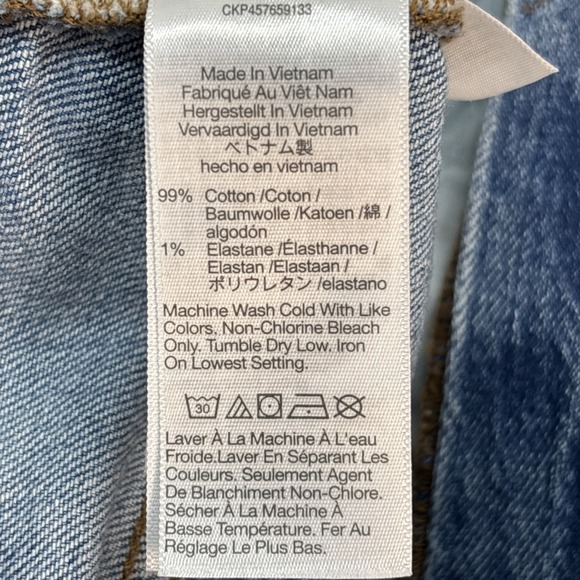 CKP457659133
Made In Vietnam
Fabriqué Au Viêt Nam
Hergestellt In Vietnam
Vervaardigd In Vietnam
ベトナム製
hecho en vietnam
99% Cotton /Coton /
Baumwolle /Katoen /綿 /
algodón
1% Elastane /Élasthanne /
Elastan /Elastaan /
ポリウレタン /elastano
Machine Wash Cold With Like
Colors. Non-Chlorine Bleach
Only. Tumble Dry Low. Iron
On Lowest Setting.
30
Laver À La Machine À L'eau
Froide.Laver En Séparant Les
Couleurs. Seulement Agent
De Blanchiment Non-Chlore.
Sécher À La Machine À
Basse Température. Fer Au
Réglage Le Plus Bas.